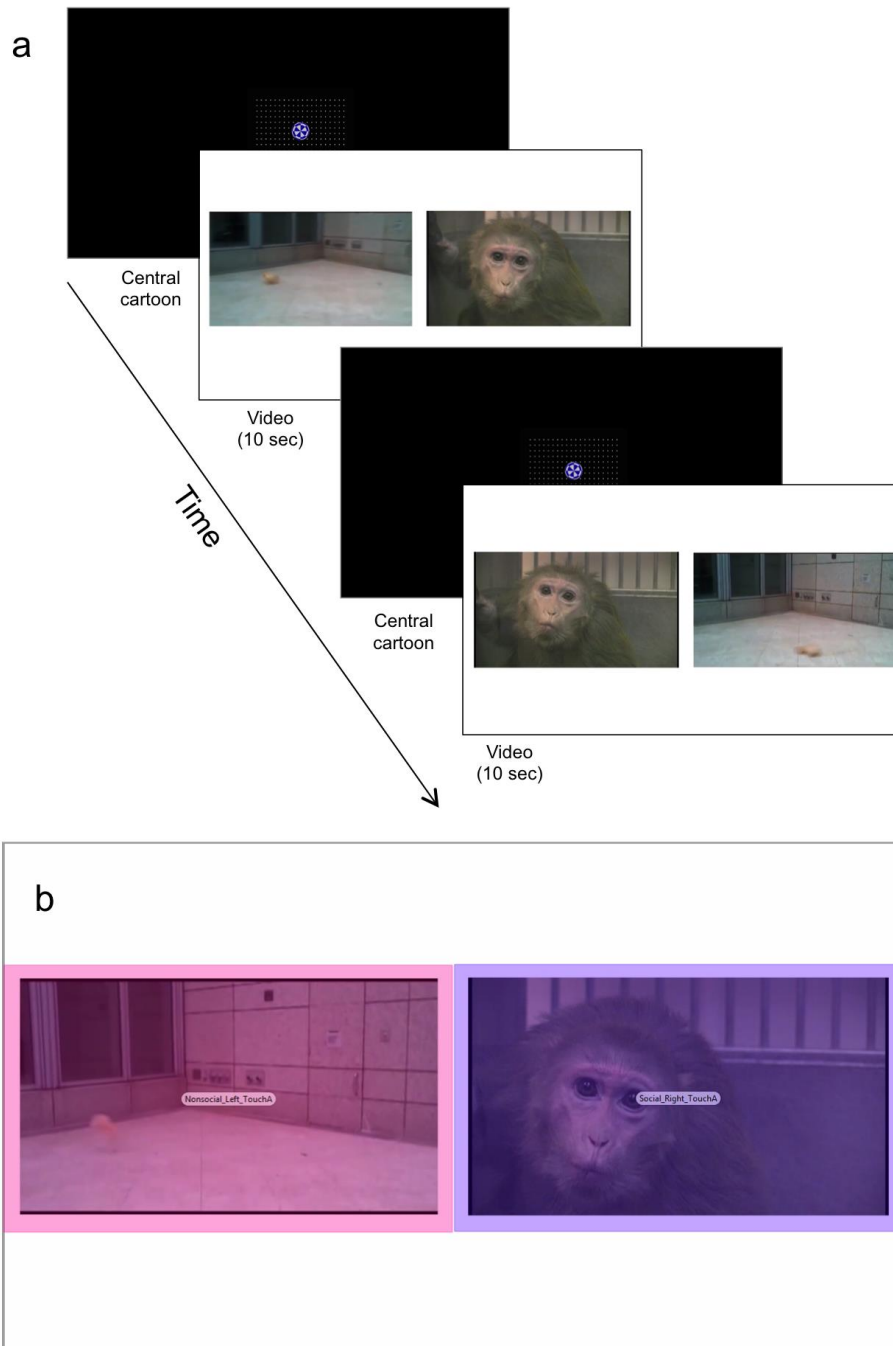 a
Central
cartoon
Video
(10 sec)
Time
Central
cartoon
Video
(10 sec)
b
Nonsocial_Left_TouchA
Social_Right_TouchA